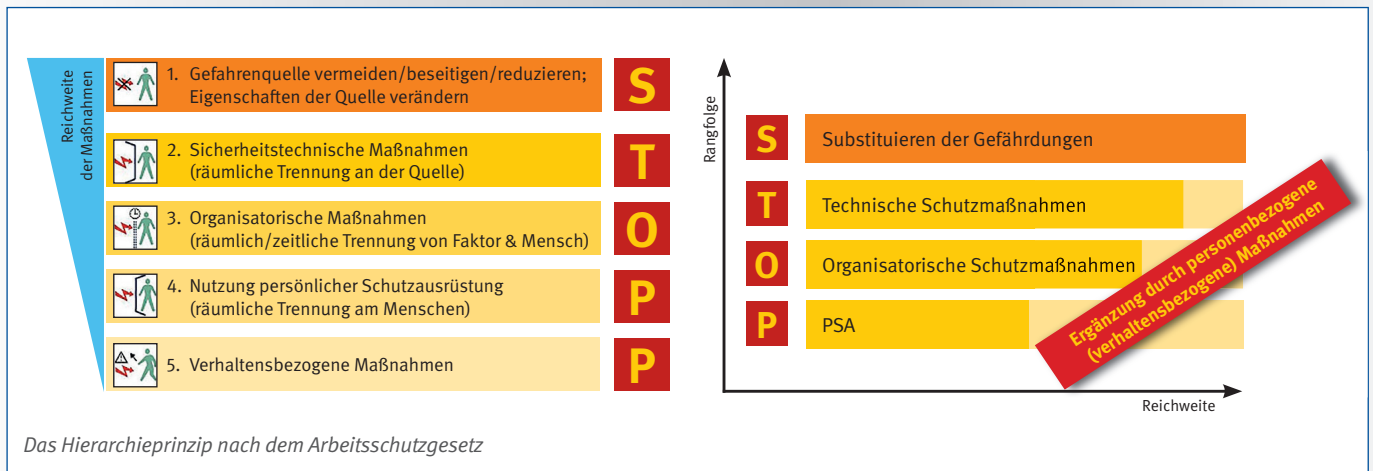 Reichweite
der Maßnahmen
1. Gefahrenquelle vermeiden/beseitigen/reduzieren;
Eigenschaften der Quelle verändern
S
2. Sicherheitstechnische Maßnahmen
(räumliche Trennung an der Quelle)
T
3. Organisatorische Maßnahmen
(räumlich/zeitliche Trennung von Faktor & Mensch)
O
4. Nutzung persönlicher Schutzausrüstung
(räumliche Trennung am Menschen)
P
5. Verhaltensbezogene Maßnahmen
P
Rangfolge
S
Substituieren der Gefährdungen
T
Technische Schutzmaßnahmen
O
Organisatorische Schutzmaßnahmen
P
PSA
Ergänzung durch personenbezogene
(verhaltensbezogene) Maßnahmen
Reichweite
Das Hierarchieprinzip nach dem Arbeitsschutzgesetz